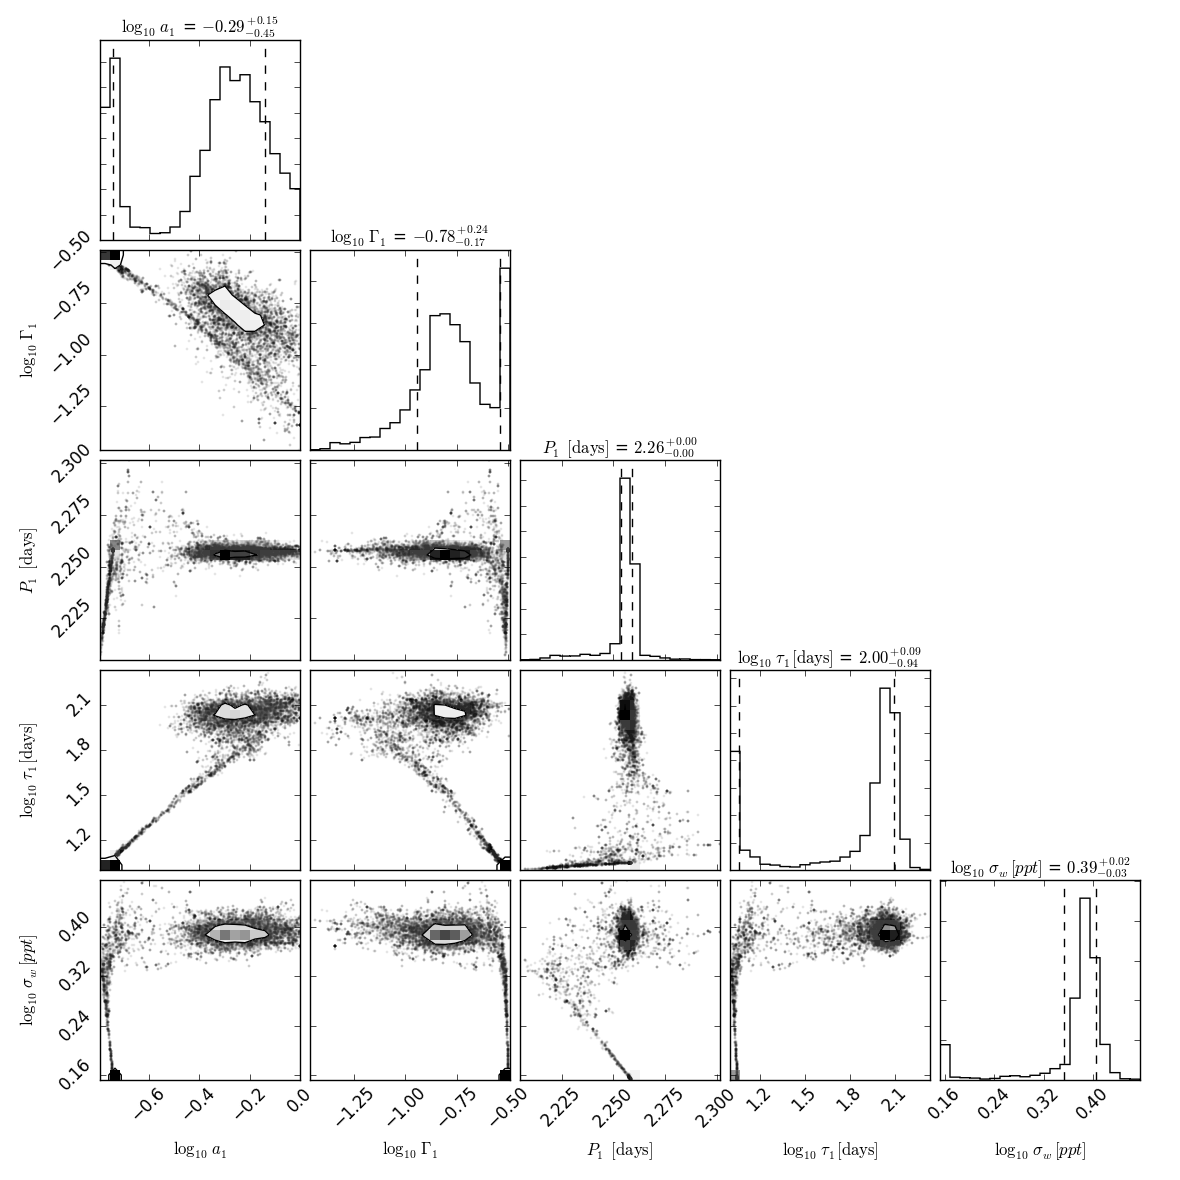 log₁₀ a₁ = −0.29⁺⁰·¹⁵₋₀.₄₅
−0.50
−0.75
−1.00
−1.25
log₁₀ Γ₁
log₁₀ Γ₁ = −0.78⁺⁰·²⁴₋₀.₁₇
2.300
2.275
2.250
2.225
P₁ [days]
P₁ [days] = 2.26⁺⁰·⁰⁰₋₀.₀₀
2.1
1.8
1.5
1.2
log₁₀ τ₁[days]
log₁₀ τ₁[days] = 2.00⁺⁰·⁰⁹₋₀.₉₄
0.40
0.32
0.24
0.16
log₁₀ σ_w [ppt]
log₁₀ σ_w [ppt] = 0.39⁺⁰·⁰²₋₀.₀₃
−0.6 −0.4 −0.2 0.0 −1.25 −1.00 −0.75 −0.50 2.225 2.250 2.275 2.300 1.2 1.5 1.8 2.1 0.16 0.24 0.32 0.40
log₁₀ a₁ log₁₀ Γ₁ P₁ [days] log₁₀ τ₁[days] log₁₀ σ_w [ppt]